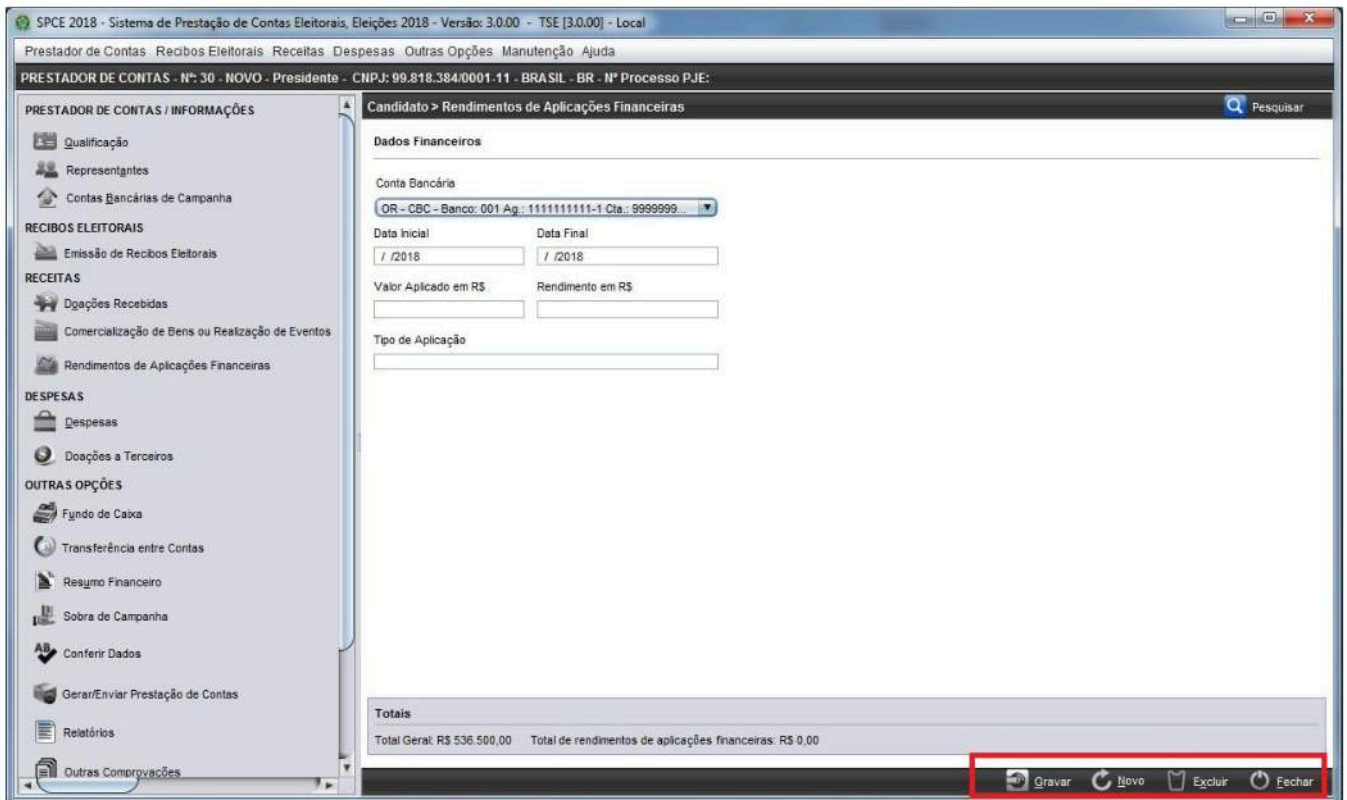 SPCE 2018 - Sistema de Prestação de Contas Eleitorais, Eleições 2018 - Versão: 3.0.00 - TSE [3.0.00] - Local
Prestador de Contas Recibos Eleitorais Receitas Despesas Outras Opções Manutenção Ajuda
PRESTADOR DE CONTAS - Nº: 30 - NOVO - Presidente - CNPJ: 99.818.384/0001-11 - BRASIL - BR - Nº Processo PJE:
PRESTADOR DE CONTAS / INFORMAÇÕES
Qualificação
Representantes
Contas Bancárias de Campanha
RECIBOS ELEITORAIS
Emissão de Recibos Eleitorais
RECEITAS
Doações Recebidas
Comercialização de Bens ou Realização de Eventos
Rendimentos de Aplicações Financeiras
DESPESAS
Despesas
Doações a Terceiros
OUTRAS OPÇÕES
Fundo de Caixa
Transferência entre Contas
Resumo Financeiro
Sobra de Campanha
Conferir Dados
Gerar/Enviar Prestação de Contas
Relatórios
Outras Comprovações
Candidato > Rendimentos de Aplicações Financeiras
Pesquisar
Dados Financeiros
Conta Bancária
OR - CBC - Banco: 001 Ag.: 1111111111-1 Cta.: 9999999...
Data Inicial Data Final
/ /2018 / /2018
Valor Aplicado em R$ Rendimento em R$
Tipo de Aplicação
Totais
Total Geral: R$ 536.500,00 Total de rendimentos de aplicações financeiras: R$ 0,00
Gravar Novo Excluir Fechar